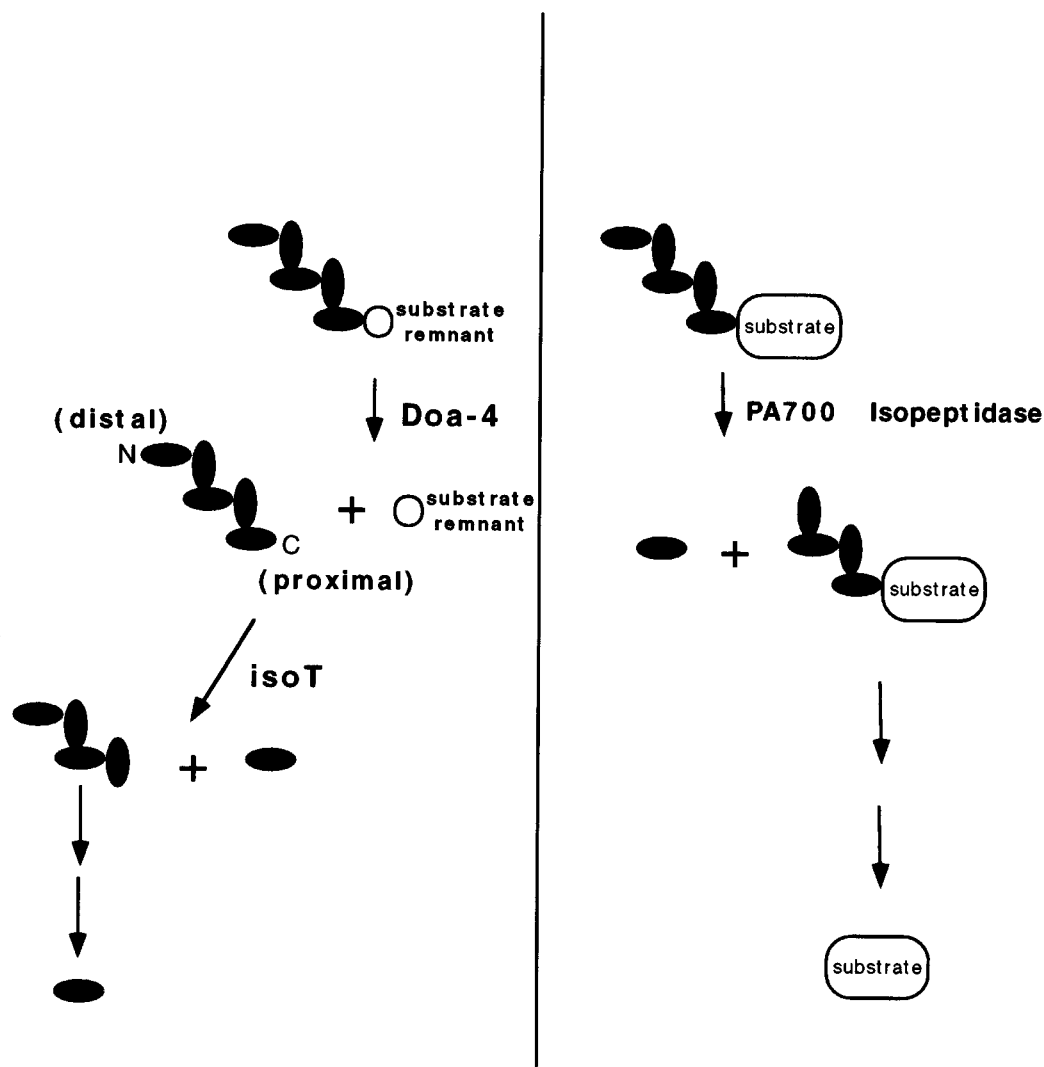 substrate
remnant
Doa-4
(distal)
N
+
substrate
remnant
C
(proximal)
isoT
+
substrate
PA700 Isopeptidase
+
substrate
substrate